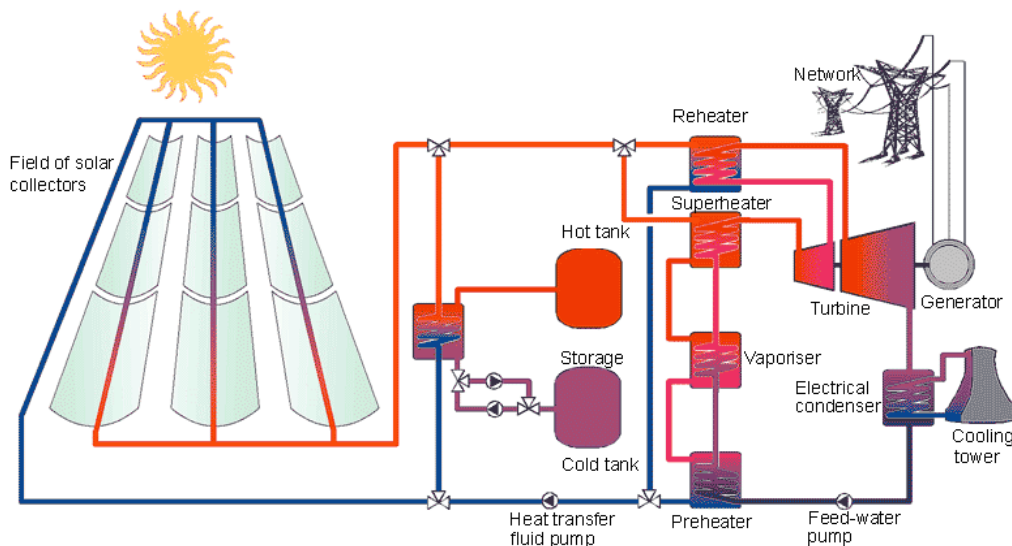 Network
Reheater
Field of solar
collectors
Superheater
Hot tank
Turbine
Generator
Storage
Vaporiser
Electrical
condenser
Cooling
tower
Cold tank
Heat transfer
fluid pump
Preheater
Feed-water
pump